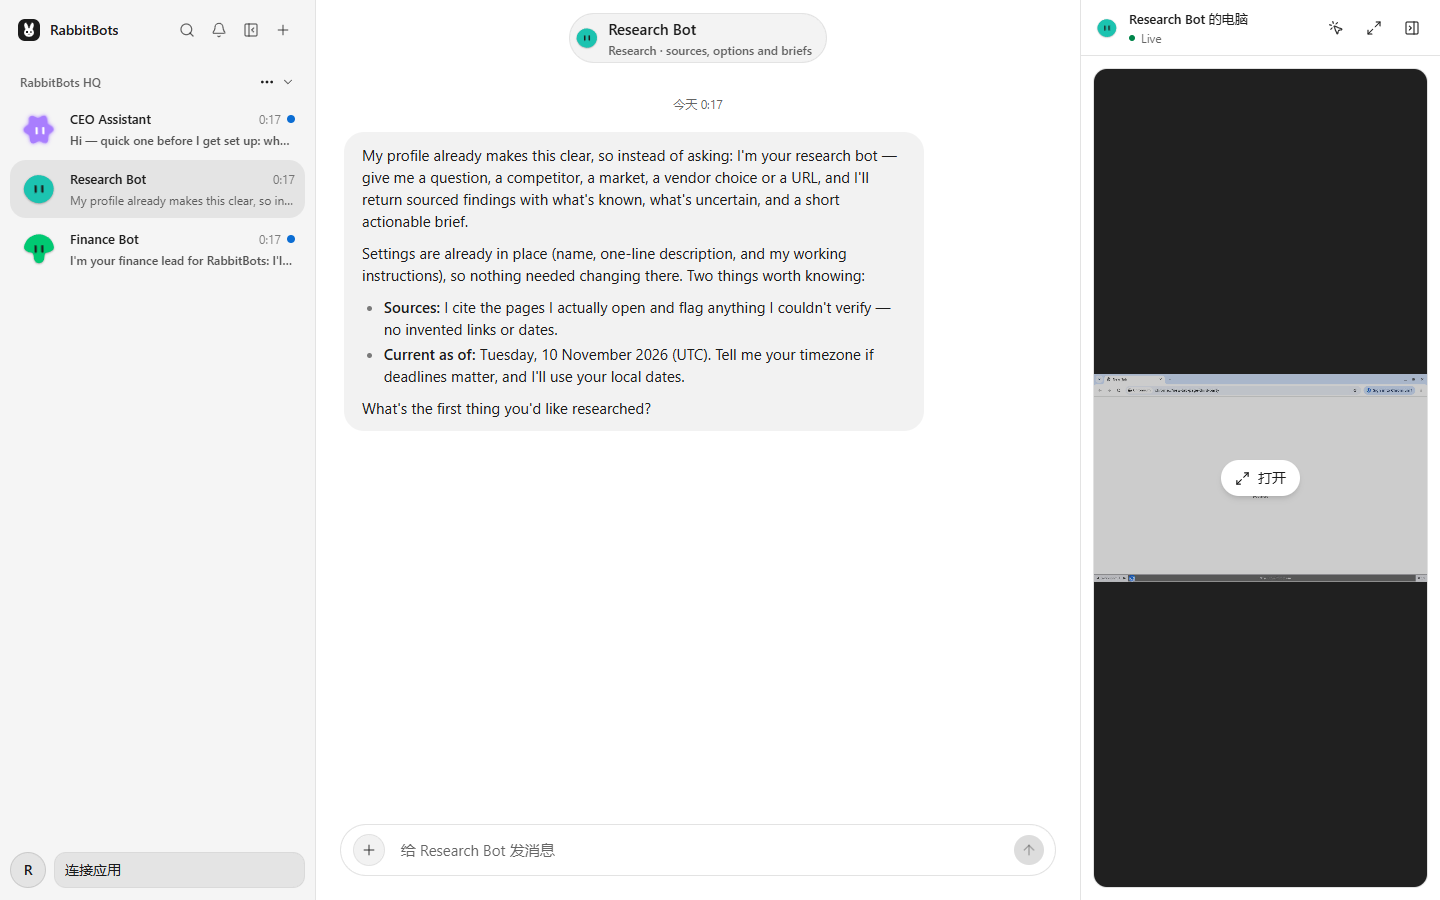 RabbitBots
RabbitBots HQ
CEO Assistant 0:17
Hi — quick one before I get set up: wh...
Research Bot 0:17
My profile already makes this clear, so in...
Finance Bot 0:17
I'm your finance lead for RabbitBots: I'l...
R
连接应用
Research Bot
Research · sources, options and briefs
今天 0:17
My profile already makes this clear, so instead of asking: I'm your research bot —
give me a question, a competitor, a market, a vendor choice or a URL, and I'll
return sourced findings with what's known, what's uncertain, and a short
actionable brief.
Settings are already in place (name, one-line description, and my working
instructions), so nothing needed changing there. Two things worth knowing:
• Sources: I cite the pages I actually open and flag anything I couldn't verify —
no invented links or dates.
• Current as of: Tuesday, 10 November 2026 (UTC). Tell me your timezone if
deadlines matter, and I'll use your local dates.
What's the first thing you'd like researched?
给 Research Bot 发消息
Research Bot 的电脑
Live
New Tab
打开